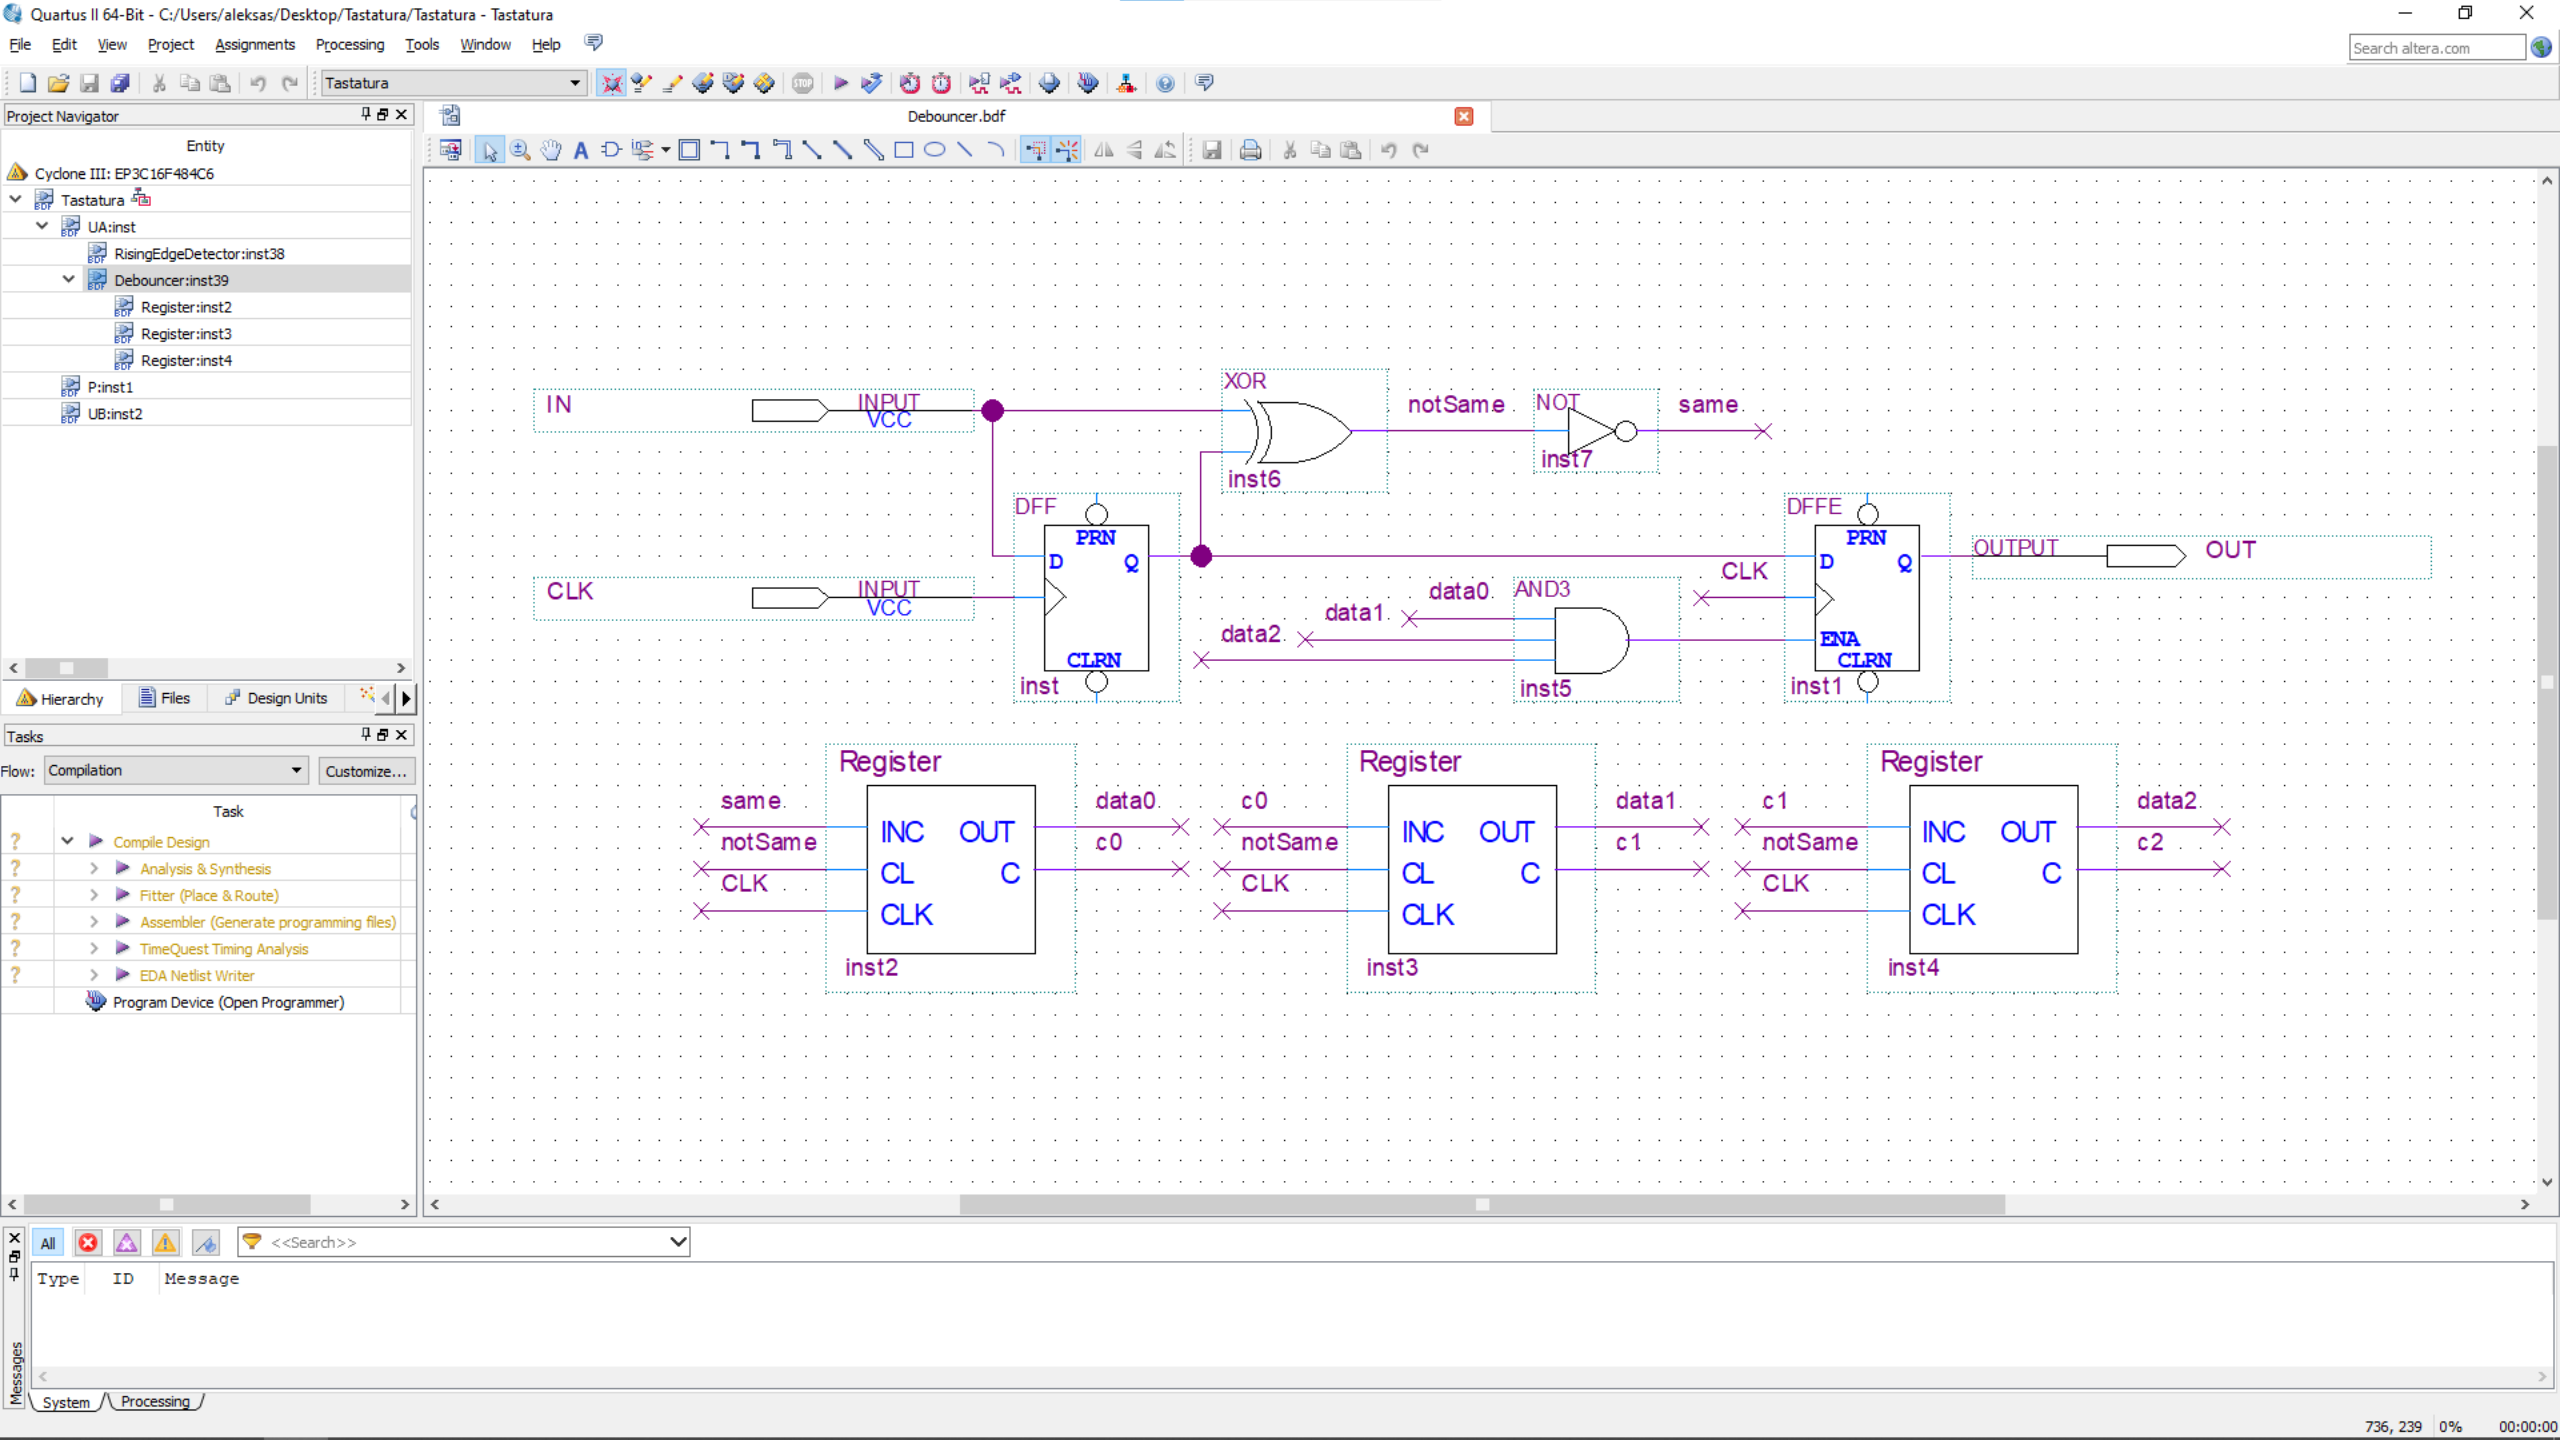 Quartus II 64-Bit - C:/Users/aleksas/Desktop/Tastatura/Tastatura - Tastatura
File Edit View Project Assignments Processing Tools Window Help
Search altera.com
Tastatura
STOP
Project Navigator
Debouncer.bdf
Entity
Cyclone III: EP3C16F484C6
Tastatura
UA:inst
RisingEdgeDetector:inst38
Debouncer:inst39
Register:inst2
Register:inst3
Register:inst4
P:inst1
UB:inst2
Hierarchy Files Design Units
Tasks
Flow: Compilation Customize...
Task
Compile Design
Analysis & Synthesis
Fitter (Place & Route)
Assembler (Generate programming files)
TimeQuest Timing Analysis
EDA Netlist Writer
Program Device (Open Programmer)
IN INPUT VCC
XOR
inst6
notSame
NOT
inst7
same
CLK INPUT VCC
DFF
PRN
D Q
CLRN
inst
data0
data1
data2
AND3
inst5
CLK
DFFE
PRN
D Q
ENA
CLRN
inst1
OUTPUT OUT
Register Register Register
same data0 c0 data1 c1 data2
INC OUT INC OUT INC OUT
notSame c0 notSame c1 notSame c2
CL C CL C CL C
CLK CLK CLK
CLK CLK CLK
inst2 inst3 inst4
All <<Search>>
Type ID Message
Messages
System Processing
736, 239 0% 00:00:00